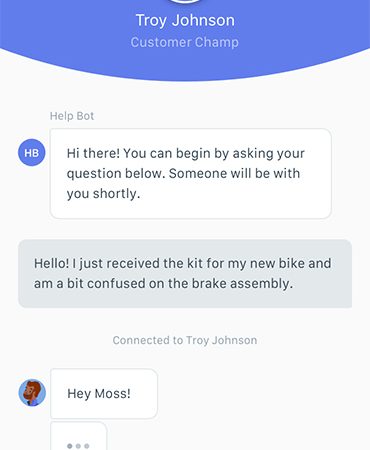 Troy Johnson
Customer Champ
Help Bot
HB
Hi there! You can begin by asking your
question below. Someone will be with
you shortly.
Hello! I just received the kit for my new bike and
am a bit confused on the brake assembly.
Connected to Troy Johnson
Hey Moss!